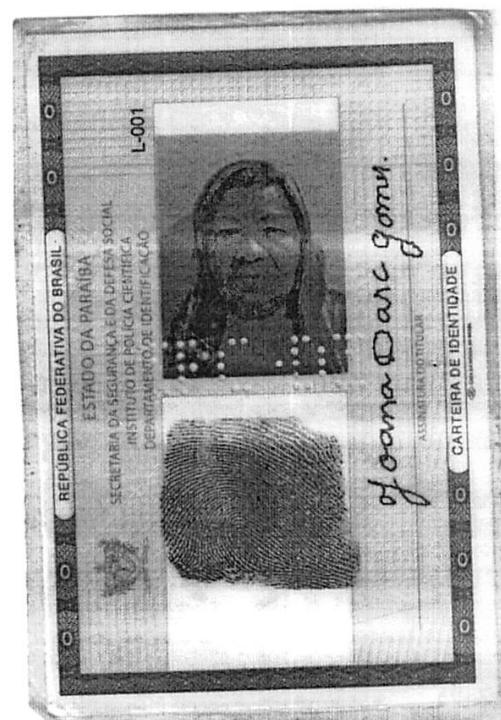 REPÚBLICA FEDERATIVA DO BRASIL
ESTADO DA PARAÍBA
SECRETARIA DA SEGURANÇA E DA DEFESA SOCIAL
INSTITUTO DE POLÍCIA CIENTÍFICA
DEPARTAMENTO DE IDENTIFICAÇÃO
L-001
Joana Darc Gomes.
ASSINATURA DO TITULAR
CARTEIRA DE IDENTIDADE